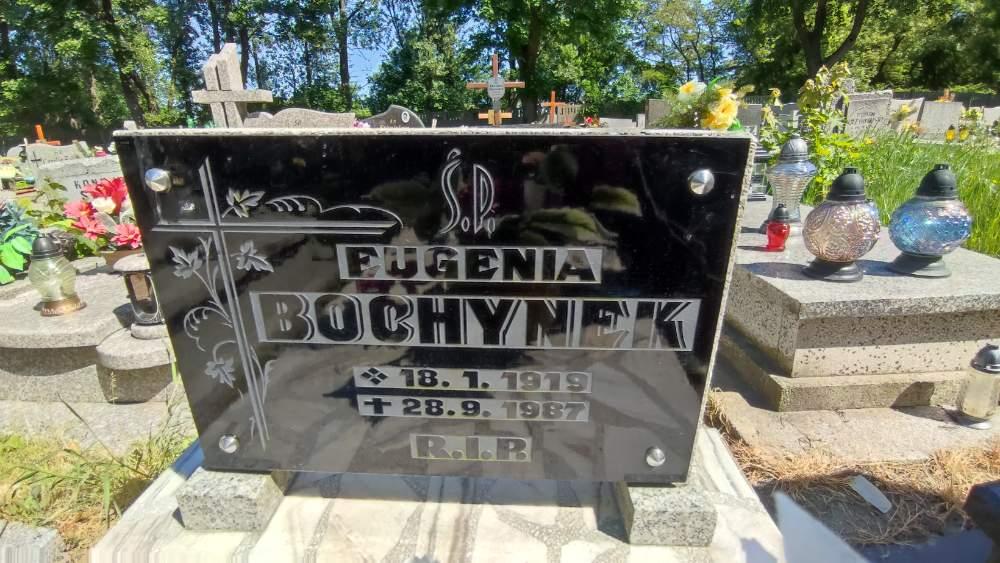 Ś.P.
EUGENIA
BOCHYNEK
18.1.1919
28.9.1987
R.I.P.